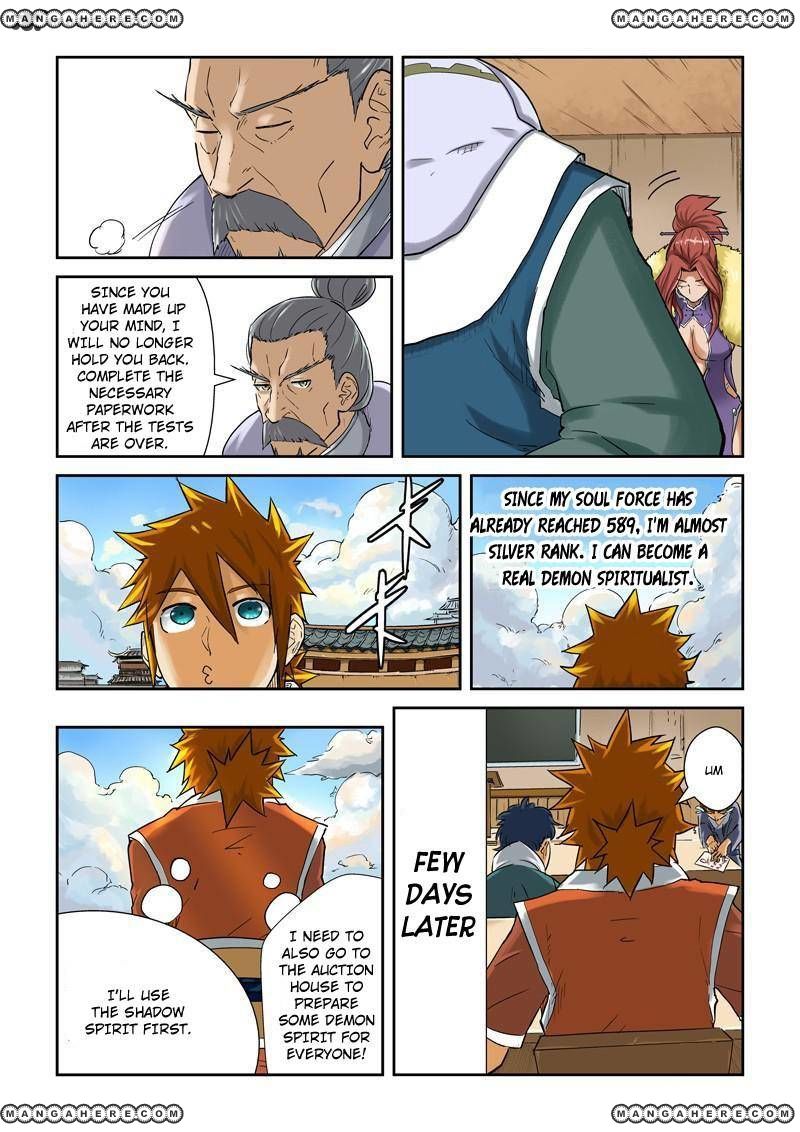 MANGAHERE.COM
MANGAHERE.COM
SINCE YOU
HAVE MADE UP
YOUR MIND, I
WILL NO LONGER
HOLD YOU BACK.
COMPLETE THE
NECESSARY
PAPERWORK
AFTER THE TESTS
ARE OVER.
SINCE MY SOUL FORCE HAS
ALREADY REACHED 589, I'M ALMOST
SILVER RANK. I CAN BECOME A
REAL DEMON SPIRITUALIST.
I'LL USE
THE SHADOW
SPIRIT FIRST.
I NEED TO
ALSO GO TO
THE AUCTION
HOUSE TO
PREPARE
SOME DEMON
SPIRIT FOR
EVERYONE!
FEW
DAYS
LATER
UM
MANGAHERE.COM
MANGAHERE.COM